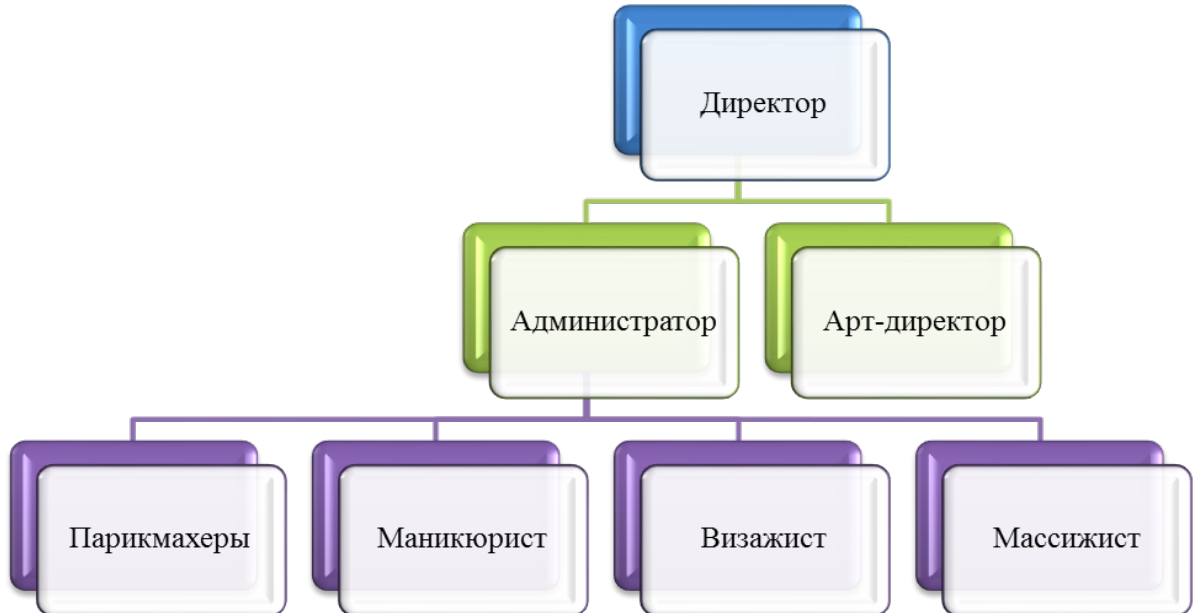 Директор
Администратор
Арт-директор
Парикмахеры
Маникюрист
Визажист
Массижист